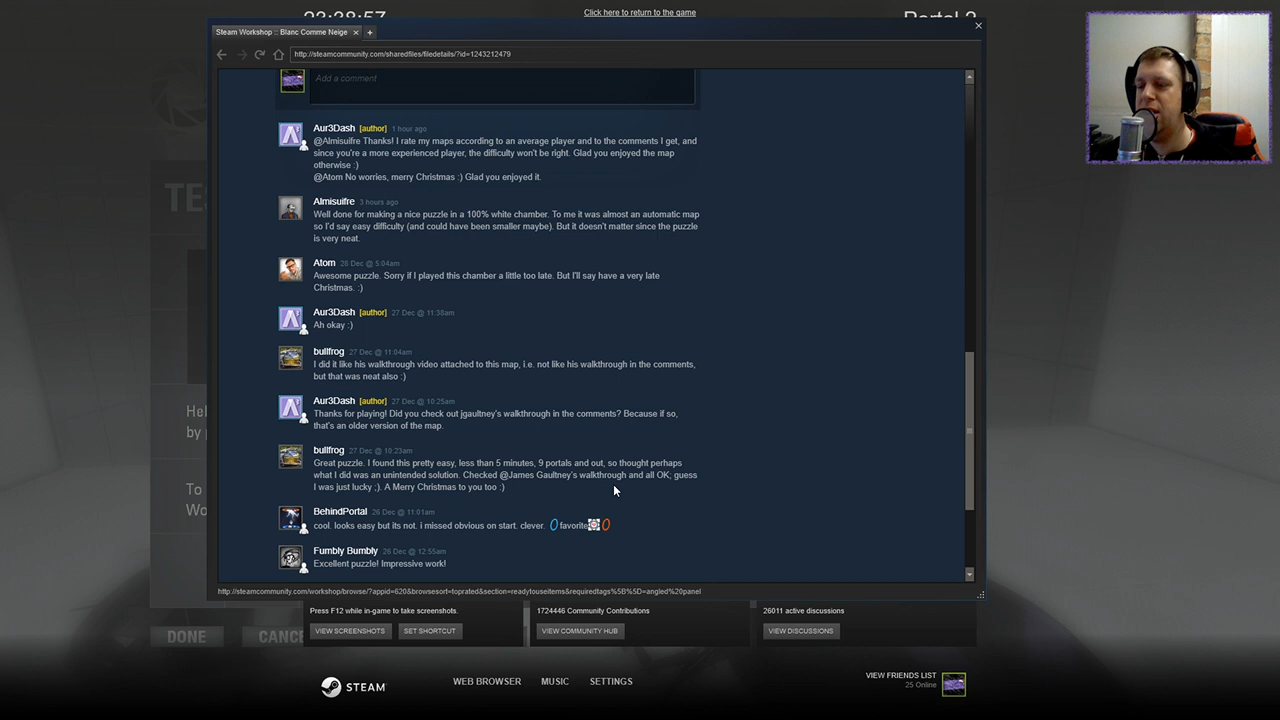 23:38:57
Click here to return to the game
Portal 2
Steam Workshop :: Blanc Comme Neige
http://steamcommunity.com/sharedfiles/filedetails/?id=1243212479
Add a comment
Aur3Dash [author] 1 hour ago
@Almisuifre Thanks! I rate my maps according to an average player and to the comments I get, and
since you're a more experienced player, the difficulty won't be right. Glad you enjoyed the map
otherwise :)
@Atom No worries, merry Christmas :) Glad you enjoyed it.
Almisuifre 3 hours ago
Well done for making a nice puzzle in a 100% white chamber. To me it was almost an automatic map
so I'd say easy difficulty (and could have been smaller maybe). But it doesn't matter since the puzzle
is very neat.
Atom 28 Dec @ 5:04am
Awesome puzzle. Sorry if I played this chamber a little too late. But I'll say have a very late
Christmas. :)
Aur3Dash [author] 27 Dec @ 11:38am
Ah okay :)
bullfrog 27 Dec @ 11:04am
I did it like his walkthrough video attached to this map, i.e. not like his walkthrough in the comments,
but that was neat also :)
Aur3Dash [author] 27 Dec @ 10:25am
Thanks for playing! Did you check out jgaultney's walkthrough in the comments? Because if so,
that's an older version of the map.
bullfrog 27 Dec @ 10:23am
Great puzzle. I found this pretty easy, less than 5 minutes, 9 portals and out, so thought perhaps
what I did was an unintended solution. Checked @James Gaultney's walkthrough and all OK; guess
I was just lucky ;). A Merry Christmas to you too :)
BehindPortal 26 Dec @ 11:01am
cool. looks easy but its not. i missed obvious on start. clever. favorite
Fumbly Bumbly 26 Dec @ 12:55am
Excellent puzzle! Impressive work!
http://steamcommunity.com/workshop/browse/?appid=620&browsesort=toprated&section=readytouseitems&requiredtags%5B%5D=angled%20panel
TE
Hel
by p
To
Wo
DONE
CANCE
Press F12 while in-game to take screenshots.
1724446 Community Contributions
26011 active discussions
VIEW SCREENSHOTS
SET SHORTCUT
VIEW COMMUNITY HUB
VIEW DISCUSSIONS
STEAM
WEB BROWSER
MUSIC
SETTINGS
VIEW FRIENDS LIST
25 Online